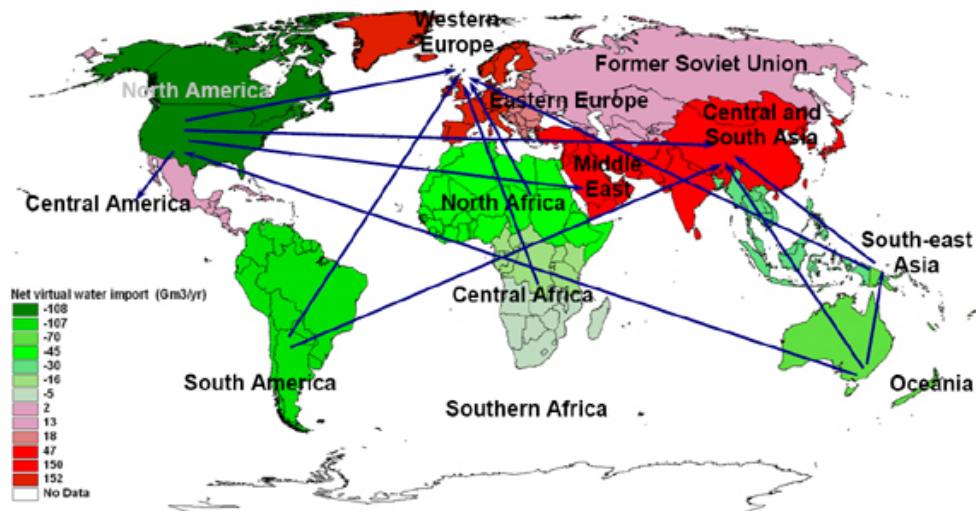 Western
Europe
North America
Former Soviet Union
Eastern Europe
Central and
South Asia
Middle
East
Central America
North Africa
South-east
Asia
Central Africa
South America
Oceania
Southern Africa
Net virtual water import (Gm3/yr)
-108
-107
-70
-45
-30
-16
-5
2
13
18
47
150
152
No Data